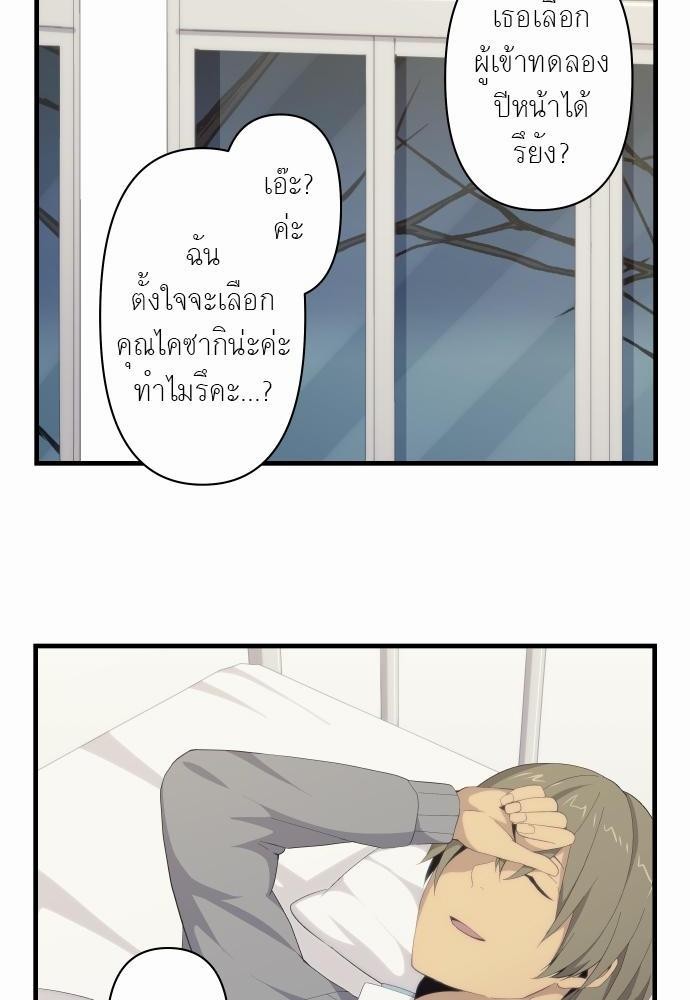 เธอเลือก
ผู้เข้าทดลอง
ปีหน้าได้
รึยัง?
เอ๊ะ?
ค่ะ
ฉัน
ตั้งใจจะเลือก
คุณไคซากิน่ะค่ะ
ทำไมรึคะ...?